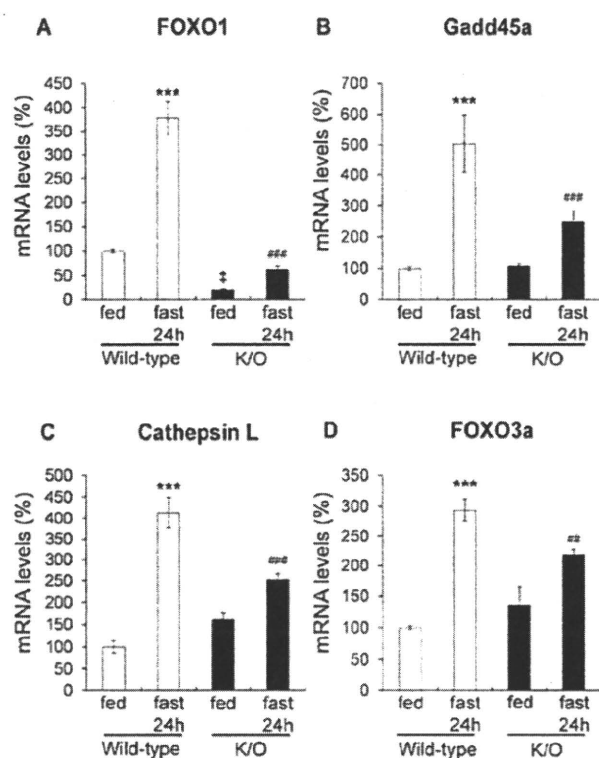 A FOXO1
mRNA levels (%)
450
400
350
300
250
200
150
100
50
0
***
‡
###
fed fast fed fast
24h 24h
Wild-type K/O
B Gadd45a
mRNA levels (%)
700
600
500
400
300
200
100
0
***
###
fed fast fed fast
24h 24h
Wild-type K/O
C Cathepsin L
mRNA levels (%)
500
450
400
350
300
250
200
150
100
50
0
***
###
fed fast fed fast
24h 24h
Wild-type K/O
D FOXO3a
mRNA levels (%)
350
300
250
200
150
100
50
0
***
##
fed fast fed fast
24h 24h
Wild-type K/O